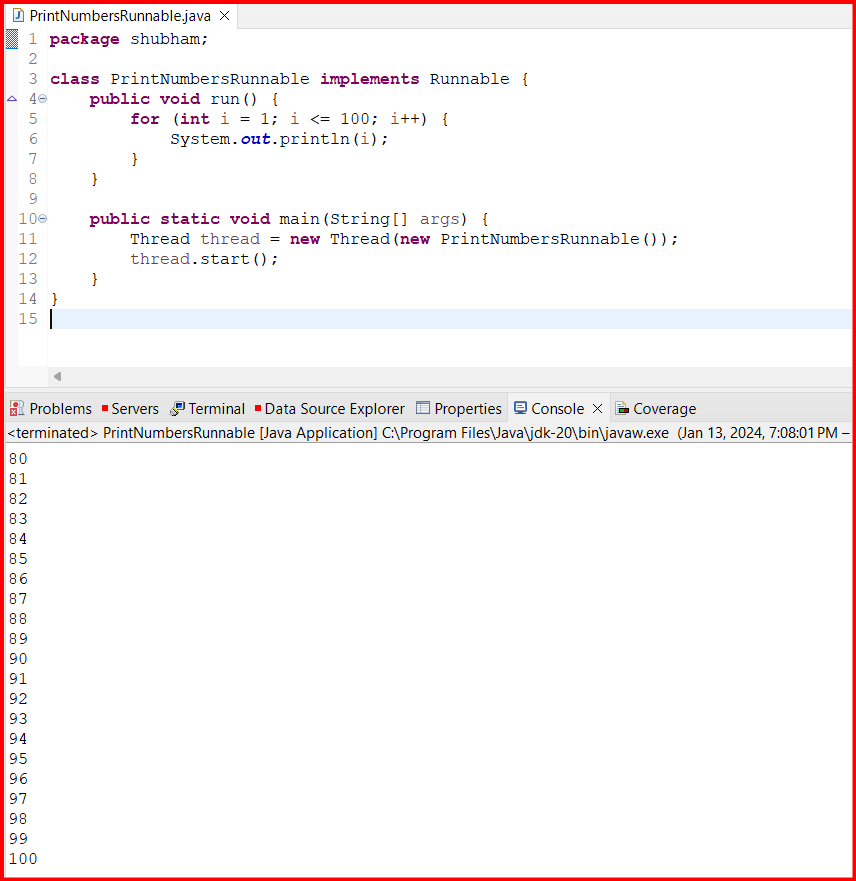 PrintNumbersRunnable.java
1 package shubham;
2
3 class PrintNumbersRunnable implements Runnable {
4     public void run() {
5         for (int i = 1; i <= 100; i++) {
6             System.out.println(i);
7         }
8     }
9
10     public static void main(String[] args) {
11         Thread thread = new Thread(new PrintNumbersRunnable());
12         thread.start();
13     }
14 }
15
Problems Servers Terminal Data Source Explorer Properties Console Coverage
<terminated> PrintNumbersRunnable [Java Application] C:\Program Files\Java\jdk-20\bin\javaw.exe (Jan 13, 2024, 7:08:01 PM –
80
81
82
83
84
85
86
87
88
89
90
91
92
93
94
95
96
97
98
99
100